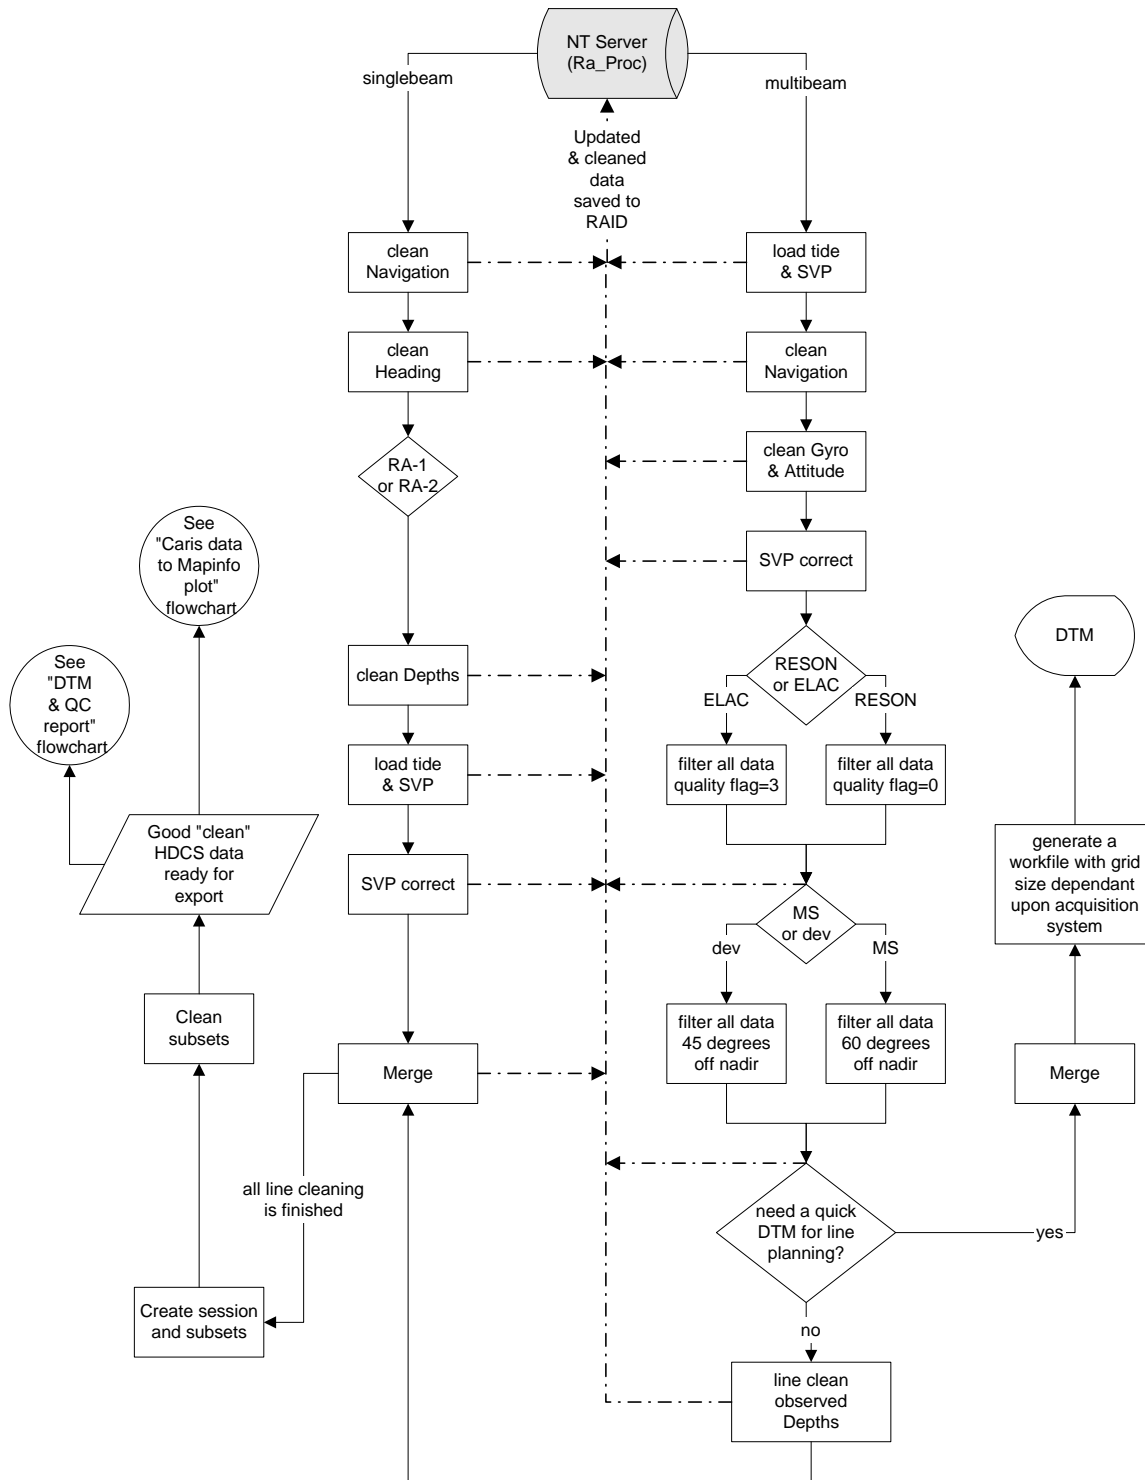 NT Server
(Ra_Proc)
singlebeam
multibeam
Updated
& cleaned
data
saved to
RAID
clean
Navigation
load tide
& SVP
clean
Heading
clean
Navigation
RA-1
or RA-2
clean Gyro
& Attitude
SVP correct
See
"Caris data
to Mapinfo
plot"
flowchart
See
"DTM
& QC
report"
flowchart
clean Depths
RESON
or ELAC
ELAC
RESON
DTM
load tide
& SVP
filter all data
quality flag=3
filter all data
quality flag=0
Good "clean"
HDCS data
ready for
export
SVP correct
generate a
workfile with grid
size dependant
upon acquisition
system
MS
or dev
dev
MS
Clean
subsets
filter all data
45 degrees
off nadir
filter all data
60 degrees
off nadir
Merge
Merge
all line cleaning
is finished
need a quick
DTM for line
planning?
yes
Create session
and subsets
no
line clean
observed
Depths